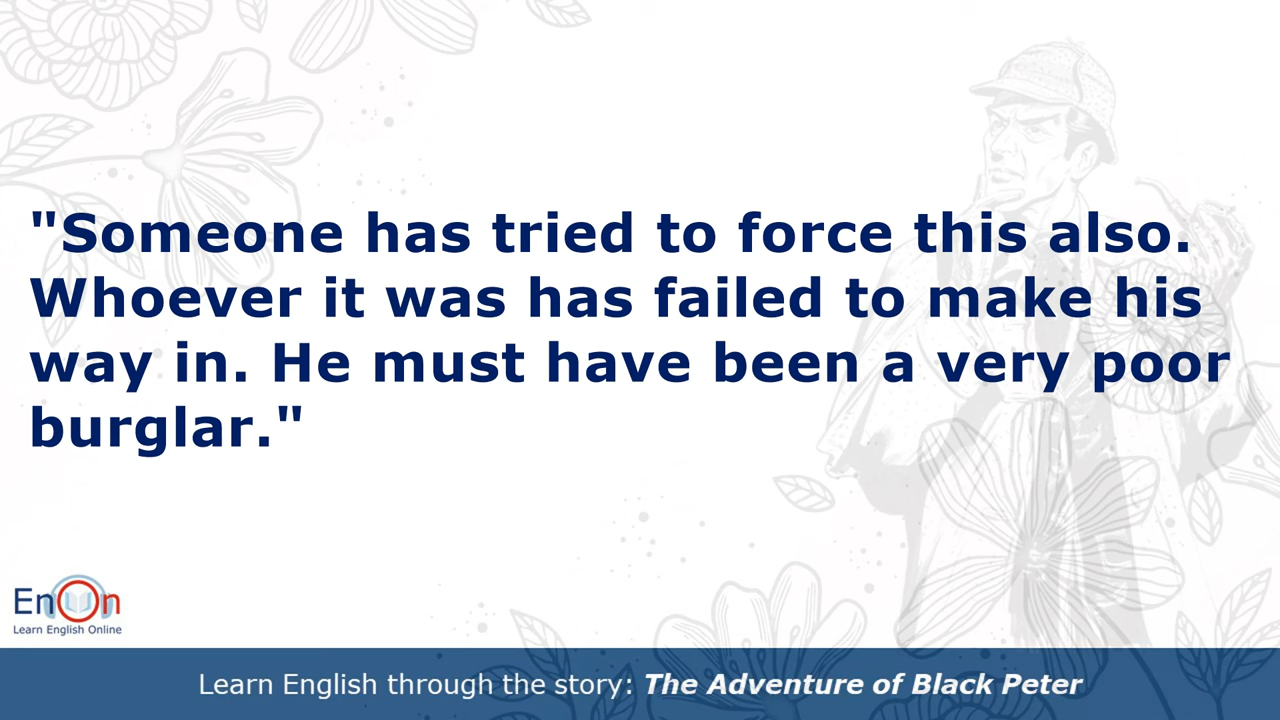 "Someone has tried to force this also.
Whoever it was has failed to make his
way in. He must have been a very poor
burglar."
EnOn
Learn English Online
Learn English through the story: The Adventure of Black Peter